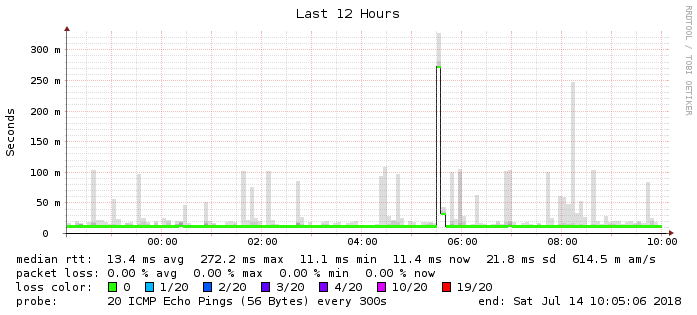 Last 12 Hours
RRDTOOL / TOBI OETIKER
Seconds
300 m
250 m
200 m
150 m
100 m
50 m
0
00:00 02:00 04:00 06:00 08:00 10:00
median rtt: 13.4 ms avg 272.2 ms max 11.1 ms min 11.4 ms now 21.8 ms sd 614.5 m am/s
packet loss: 0.00 % avg 0.00 % max 0.00 % min 0.00 % now
loss color: 0 1/20 2/20 3/20 4/20 10/20 19/20
probe: 20 ICMP Echo Pings (56 Bytes) every 300s end: Sat Jul 14 10:05:06 2018